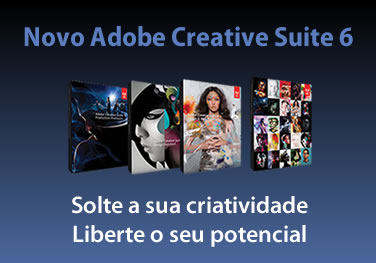 Novo Adobe Creative Suite 6
Solte a sua criatividade
Liberte o seu potencial